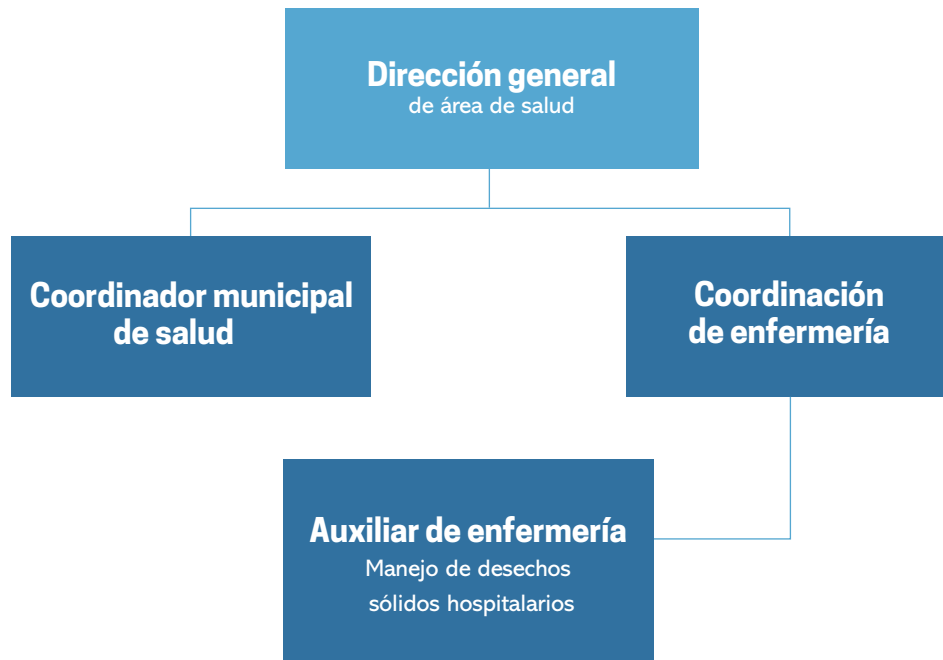 Dirección general
de área de salud
Coordinador municipal
de salud
Coordinación
de enfermería
Auxiliar de enfermería
Manejo de desechos
sólidos hospitalarios